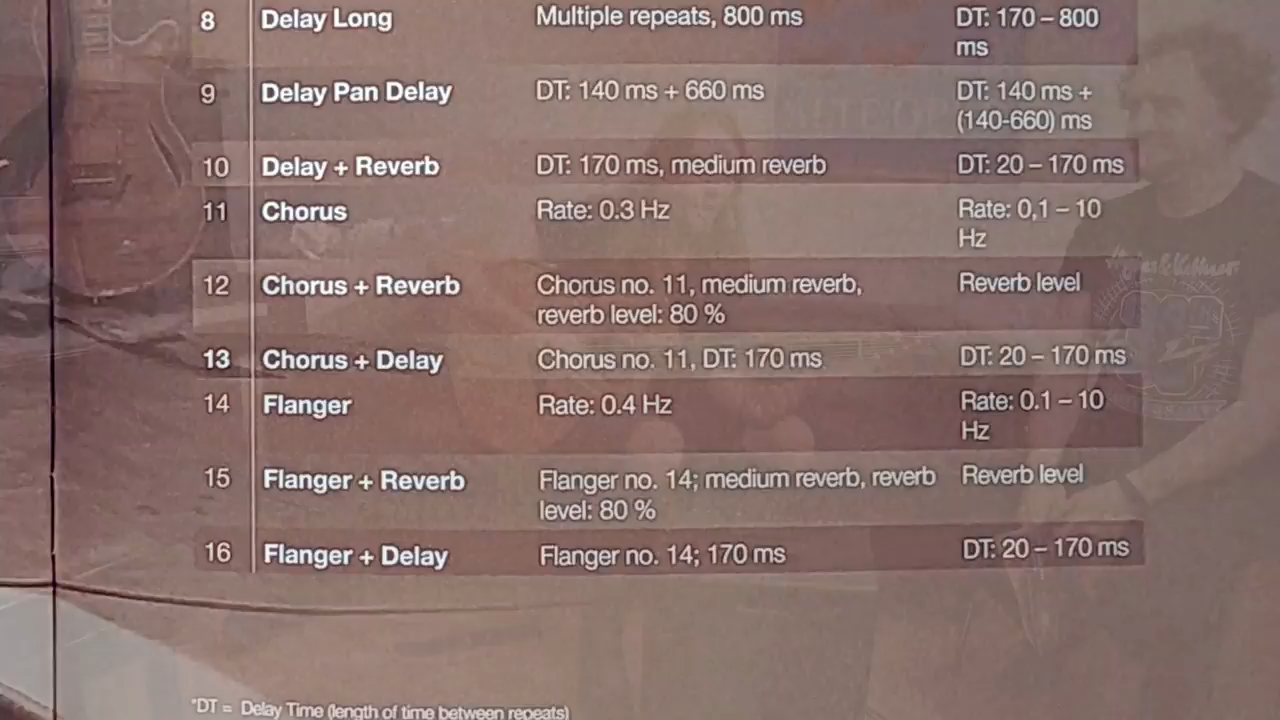 8 Delay Long Multiple repeats, 800 ms DT: 170 – 800
ms
9 Delay Pan Delay DT: 140 ms + 660 ms DT: 140 ms +
(140-660) ms
10 Delay + Reverb DT: 170 ms, medium reverb DT: 20 – 170 ms
11 Chorus Rate: 0.3 Hz Rate: 0,1 – 10
Hz
12 Chorus + Reverb Chorus no. 11, medium reverb, Reverb level
reverb level: 80 %
13 Chorus + Delay Chorus no. 11, DT: 170 ms DT: 20 – 170 ms
14 Flanger Rate: 0.4 Hz Rate: 0.1 – 10
Hz
15 Flanger + Reverb Flanger no. 14; medium reverb, reverb Reverb level
level: 80 %
16 Flanger + Delay Flanger no. 14; 170 ms DT: 20 – 170 ms
*DT = Delay Time (length of time between repeats)